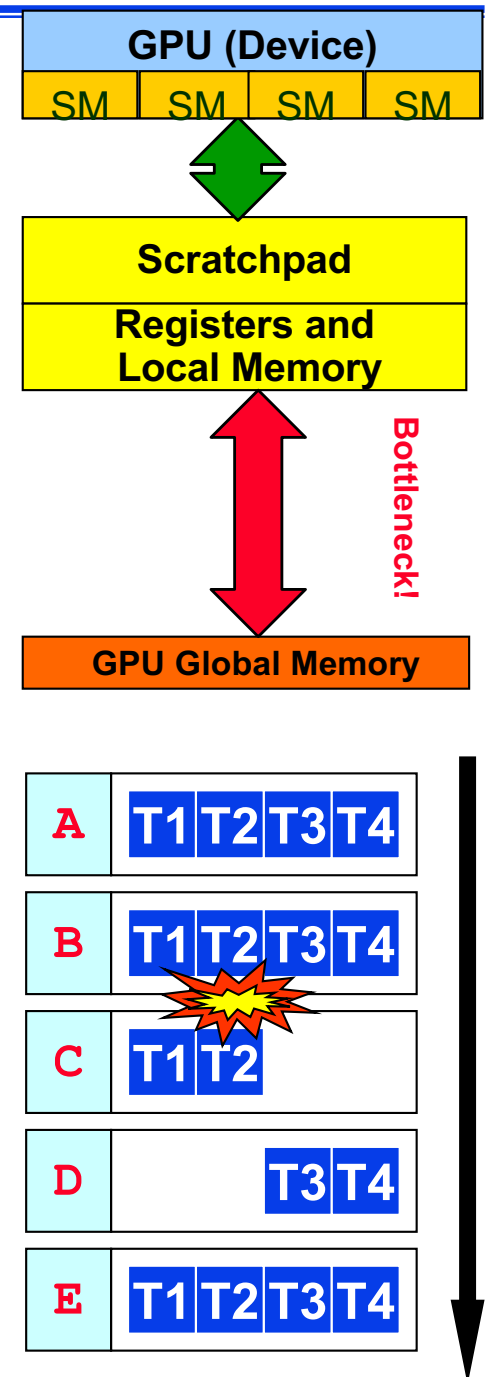 GPU (Device)
SM SM SM SM
Scratchpad
Registers and
Local Memory
Bottleneck!
GPU Global Memory
A T1 T2 T3 T4
B T1 T2 T3 T4
C T1 T2
D T3 T4
E T1 T2 T3 T4